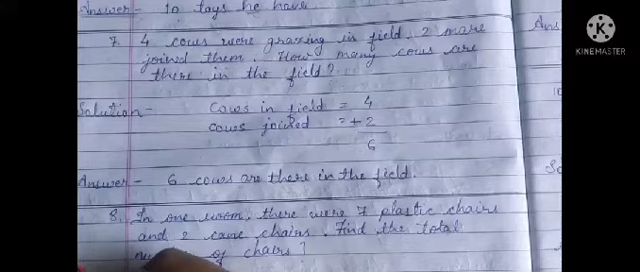 Answer- 10 toys he have
Ans
7. 4 cows were grazing in field. 2 more
joined them. How many cows are
there in the field?
Solution- Cows in field = 4
Cows joined = + 2
6
Answer- 6 cows are there in the field.
8. In one room, there were 7 plastic chairs
and 2 cane chairs. Find the total
of chairs?
KINEMASTER